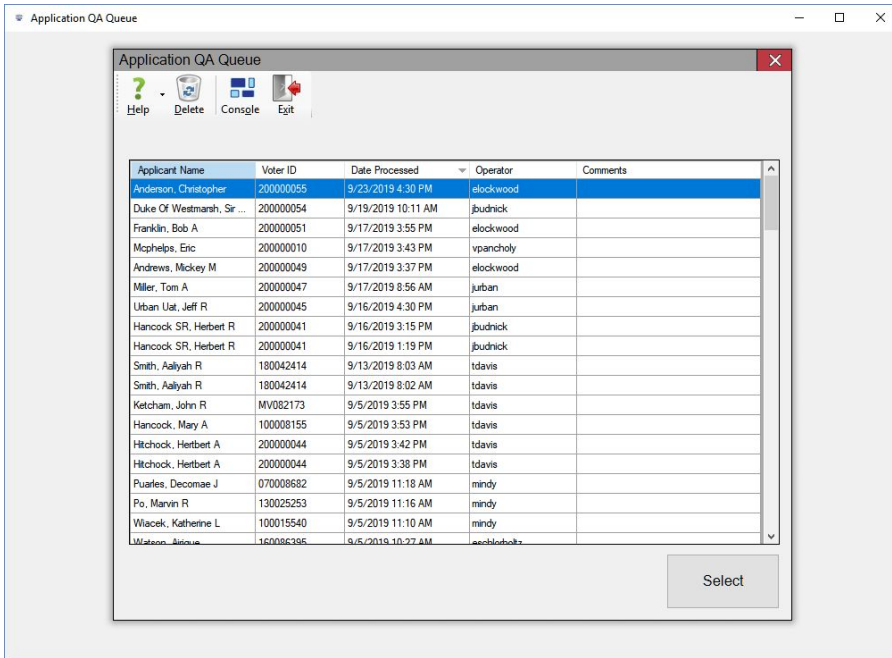 Application QA Queue
Application QA Queue
Help Delete Console Exit
Applicant Name Voter ID Date Processed Operator Comments
Anderson, Christopher 200000055 9/23/2019 4:30 PM elockwood
Duke Of Westmarsh, Sir ... 200000054 9/19/2019 10:11 AM jbudnick
Franklin, Bob A 200000051 9/17/2019 3:55 PM elockwood
Mcphelps, Eric 200000010 9/17/2019 3:43 PM vpancholy
Andrews, Mickey M 200000049 9/17/2019 3:37 PM elockwood
Miller, Tom A 200000047 9/17/2019 8:56 AM jurban
Urban Uat, Jeff R 200000045 9/16/2019 4:30 PM jurban
Hancock SR, Herbert R 200000041 9/16/2019 3:15 PM jbudnick
Hancock SR, Herbert R 200000041 9/16/2019 1:19 PM jbudnick
Smith, Aaliyah R 180042414 9/13/2019 8:03 AM tdavis
Smith, Aaliyah R 180042414 9/13/2019 8:02 AM tdavis
Ketcham, John R MV082173 9/5/2019 3:55 PM tdavis
Hancock, Mary A 100008155 9/5/2019 3:53 PM tdavis
Hitchock, Hertbert A 200000044 9/5/2019 3:42 PM tdavis
Hitchock, Hertbert A 200000044 9/5/2019 3:38 PM tdavis
Puarles, Decomae J 070008682 9/5/2019 11:18 AM mindy
Po, Marvin R 130025253 9/5/2019 11:16 AM mindy
Wiacek, Katherine L 100015540 9/5/2019 11:10 AM mindy
Watson, 160086395 9/5/2019 10:27 AM
Select